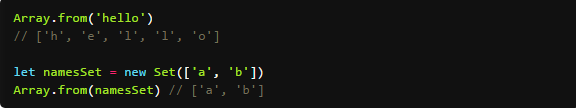 Array.from('hello')
// ['h', 'e', 'l', 'l', 'o']
let namesSet = new Set(['a', 'b'])
Array.from(namesSet) // ['a', 'b']